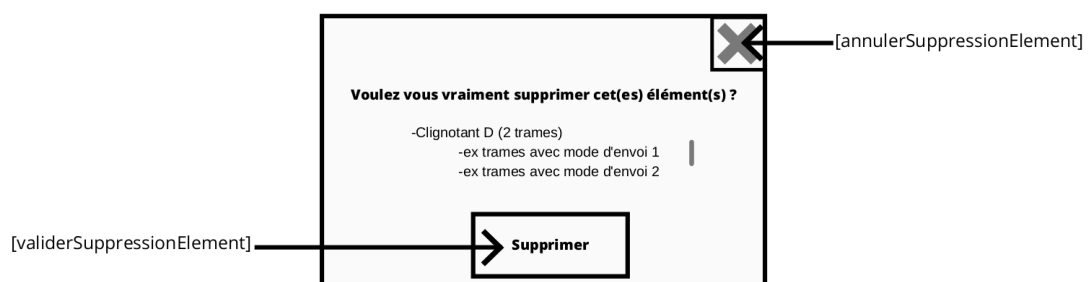 [annulerSuppressionElement]
Voulez vous vraiment supprimer cet(es) élément(s) ?
-Clignotant D (2 trames)
-ex trames avec mode d'envoi 1
-ex trames avec mode d'envoi 2
[validerSuppressionElement]
Supprimer